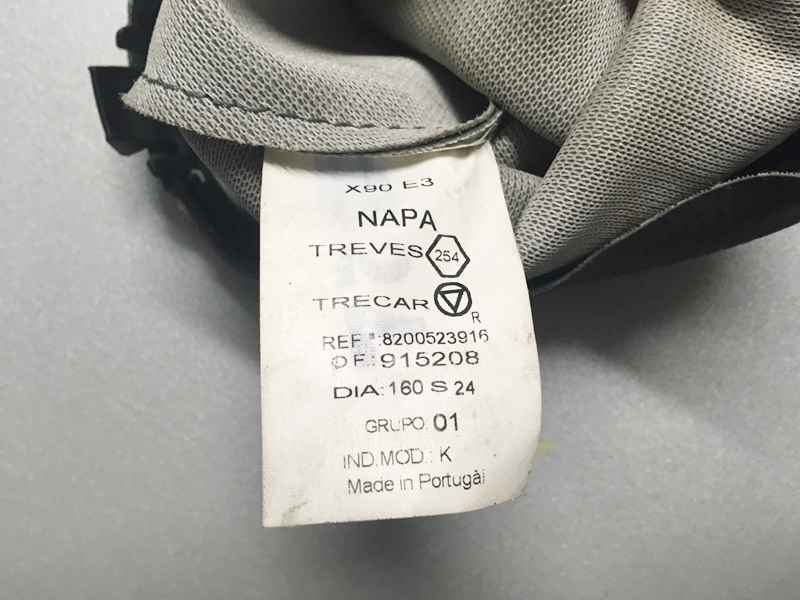 X90 E3
NAPA
TREVES 254
TRECAR
R
REF.ª:8200523916
OF:915208
DIA:160 S 24
GRUPO: 01
IND.MOD.: K
Made in Portugàl